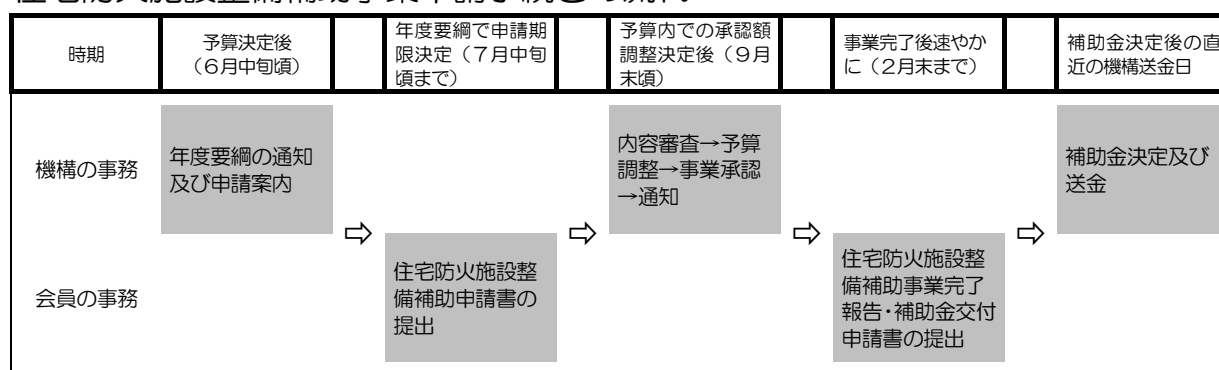 時期
予算決定後
（６月中旬頃）
年度要綱で申請期
限決定（７月中旬
頃まで）
予算内での承認額
調整決定後（９月
末頃）
事業完了後速やか
に（２月末まで）
補助金決定後の直
近の機構送金日
機構の事務
年度要綱の通知
及び申請案内
内容審査→予算
調整→事業承認
→通知
補助金決定及び
送金
⇨
⇨
⇨
⇨
会員の事務
住宅防火施設整
備補助申請書の
提出
住宅防火施設整
備補助事業完了
報告・補助金交付
申請書の提出